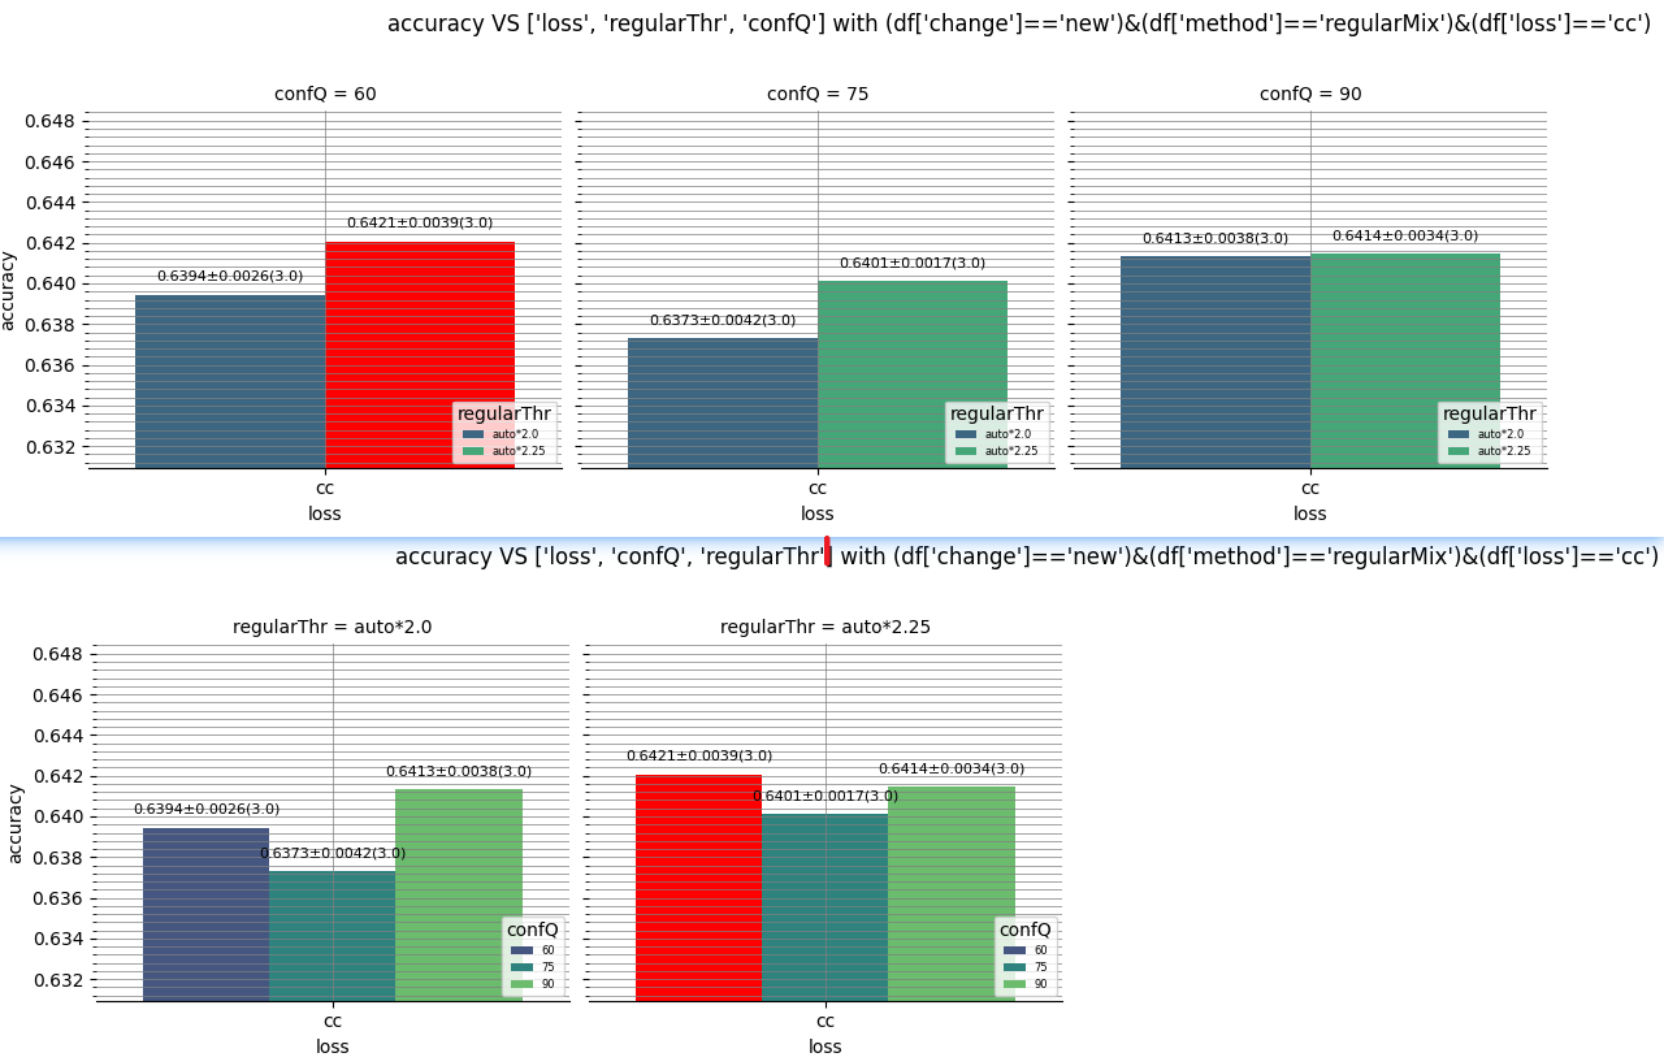 accuracy VS ['loss', 'regularThr', 'confQ'] with (df['change']=='new')&(df['method']=='regularMix')&(df['loss']=='cc')
confQ = 60
confQ = 75
confQ = 90
accuracy
0.648
0.646
0.644
0.642
0.640
0.638
0.636
0.634
0.632
0.6394±0.0026(3.0)
0.6421±0.0039(3.0)
regularThr
auto*2.0
auto*2.25
cc
loss
0.6373±0.0042(3.0)
0.6401±0.0017(3.0)
regularThr
auto*2.0
auto*2.25
cc
loss
0.6413±0.0038(3.0)
0.6414±0.0034(3.0)
regularThr
auto*2.0
auto*2.25
cc
loss
accuracy VS ['loss', 'confQ', 'regularThr'] with (df['change']=='new')&(df['method']=='regularMix')&(df['loss']=='cc')
regularThr = auto*2.0
regularThr = auto*2.25
accuracy
0.648
0.646
0.644
0.642
0.640
0.638
0.636
0.634
0.632
0.6394±0.0026(3.0)
0.6373±0.0042(3.0)
0.6413±0.0038(3.0)
confQ
60
75
90
cc
loss
0.6421±0.0039(3.0)
0.6401±0.0017(3.0)
0.6414±0.0034(3.0)
confQ
60
75
90
cc
loss